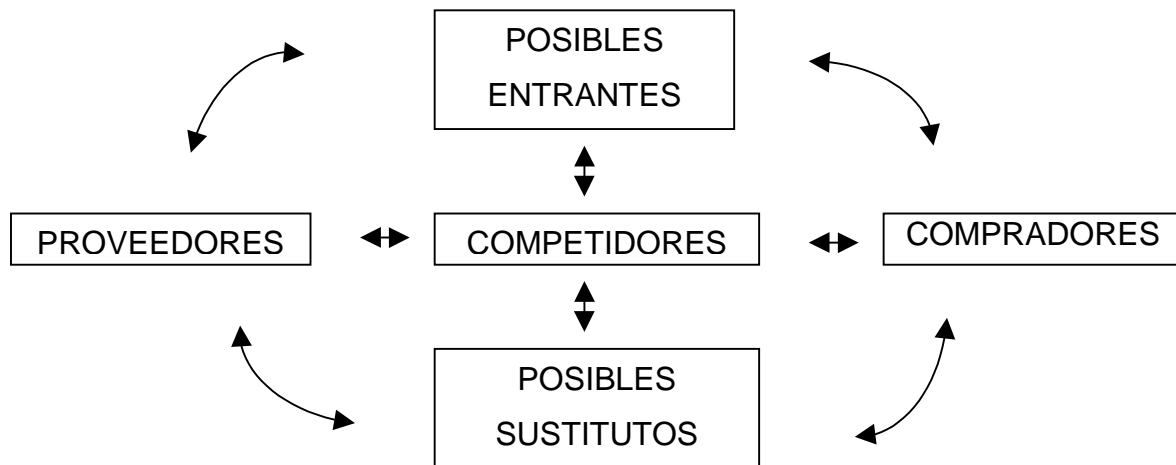 POSIBLES
ENTRANTES
PROVEEDORES
COMPETIDORES
COMPRADORES
POSIBLES
SUSTITUTOS